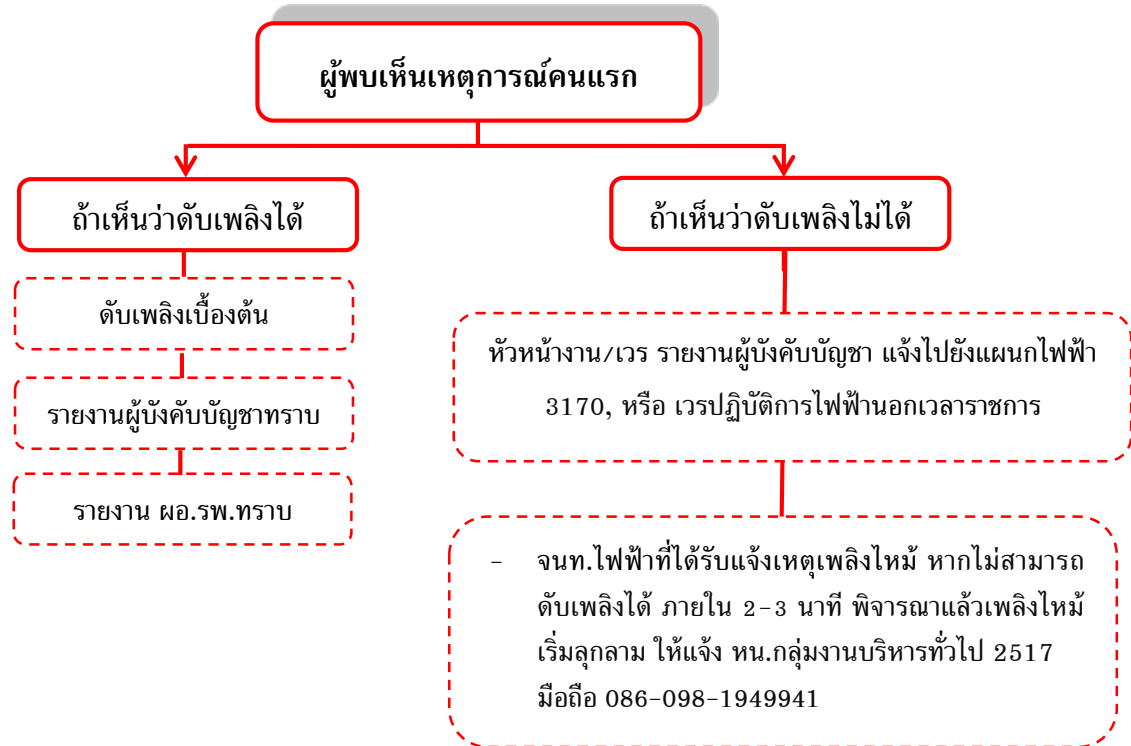 ผู้พบเห็นเหตุการณ์คนแรก
ถ้าเห็นว่าดับเพลิงได้
ดับเพลิงเบื้องต้น
รายงานผู้บังคับบัญชาทราบ
รายงาน ผอ.รพ.ทราบ
ถ้าเห็นว่าดับเพลิงไม่ได้
หัวหน้างาน/เวร รายงานผู้บังคับบัญชา แจ้งไปยังแผนกไฟฟ้า
3170, หรือ เวรปฏิบัติการไฟฟ้านอกเวลาราชการ
- จนท.ไฟฟ้าที่ได้รับแจ้งเหตุเพลิงไหม้ หากไม่สามารถ
ดับเพลิงได้ ภายใน 2-3 นาที พิจารณาแล้วเพลิงไหม้
เริ่มลุกลาม ให้แจ้ง หน.กลุ่มงานบริหารทั่วไป 2517
มือถือ 086-098-1949941